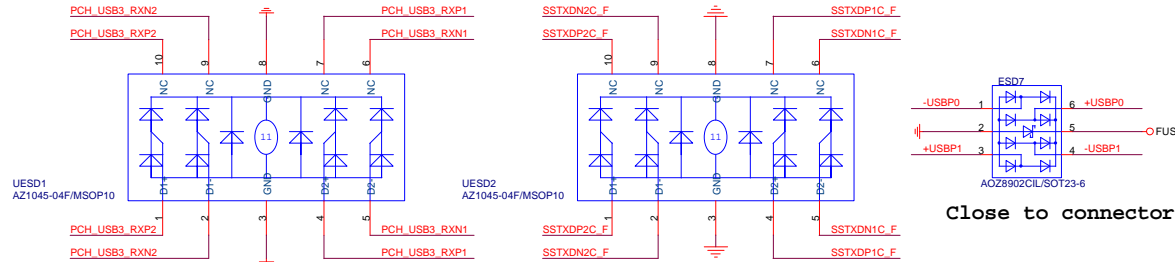 PCH_USB3_RXN2 PCH_USB3_RXP1 SSTXDN2C_F SSTXDP1C_F
PCH_USB3_RXP2 PCH_USB3_RXN1 SSTXDP2C_F SSTXDN1C_F
10 9 8 7 6 10 9 8 7 6
NC NC GND NC NC NC NC GND NC NC
ESD7
-USBP0 1 6 +USBP0
2 5 FUS
+USBP1 3 4 -USBP1
11 11
AOZ8902CIL/SOT23-6
UESD1 UESD2
AZ1045-04F/MSOP10 AZ1045-04F/MSOP10
D1+ D1- GND D2+ D2- D1+ D1- GND D2+ D2-
Close to connector
1 2 3 4 5 1 2 3 4 5
PCH_USB3_RXP2 PCH_USB3_RXN1 SSTXDP2C_F SSTXDN1C_F
PCH_USB3_RXN2 PCH_USB3_RXP1 SSTXDN2C_F SSTXDP1C_F